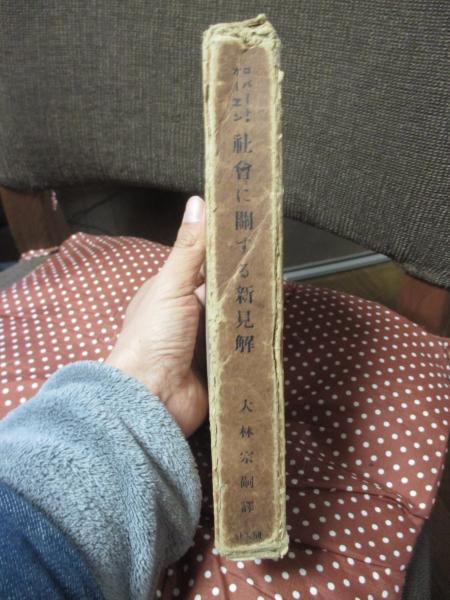 ロバート・
オーエン
社會に關する新見解
大林宗嗣譯